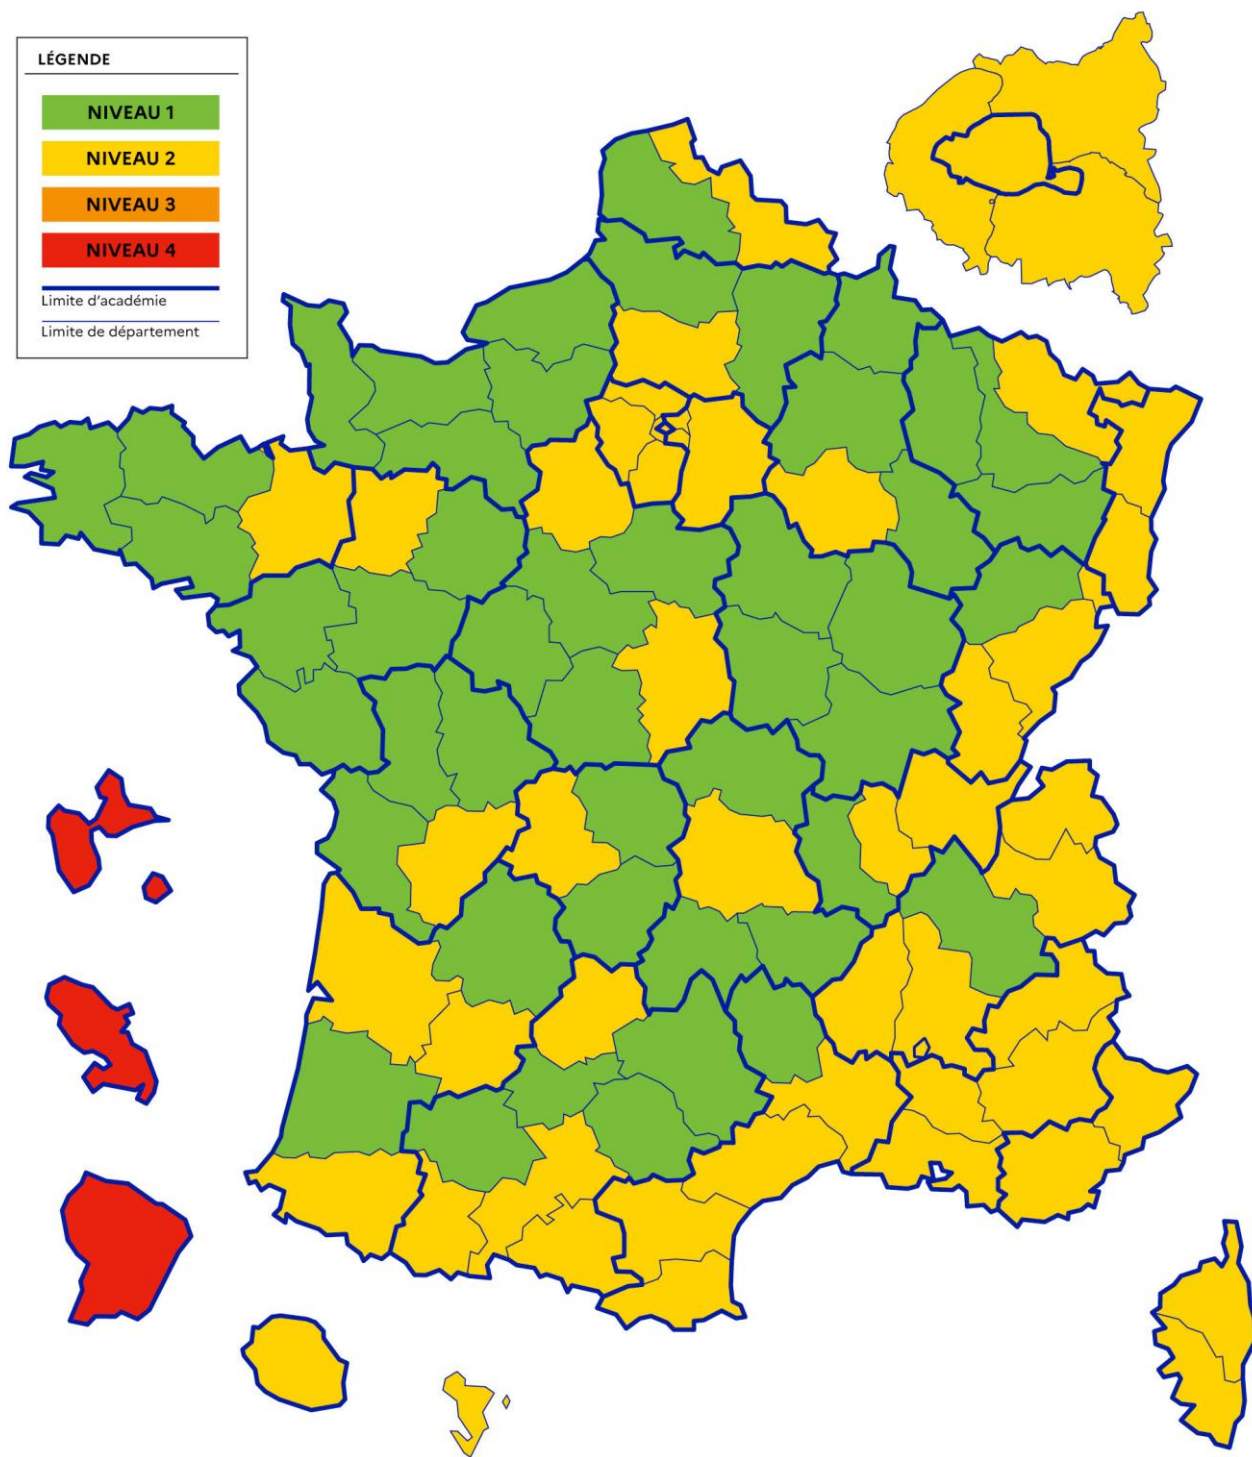 LÉGENDE
NIVEAU 1
NIVEAU 2
NIVEAU 3
NIVEAU 4
Limite d’académie
Limite de département